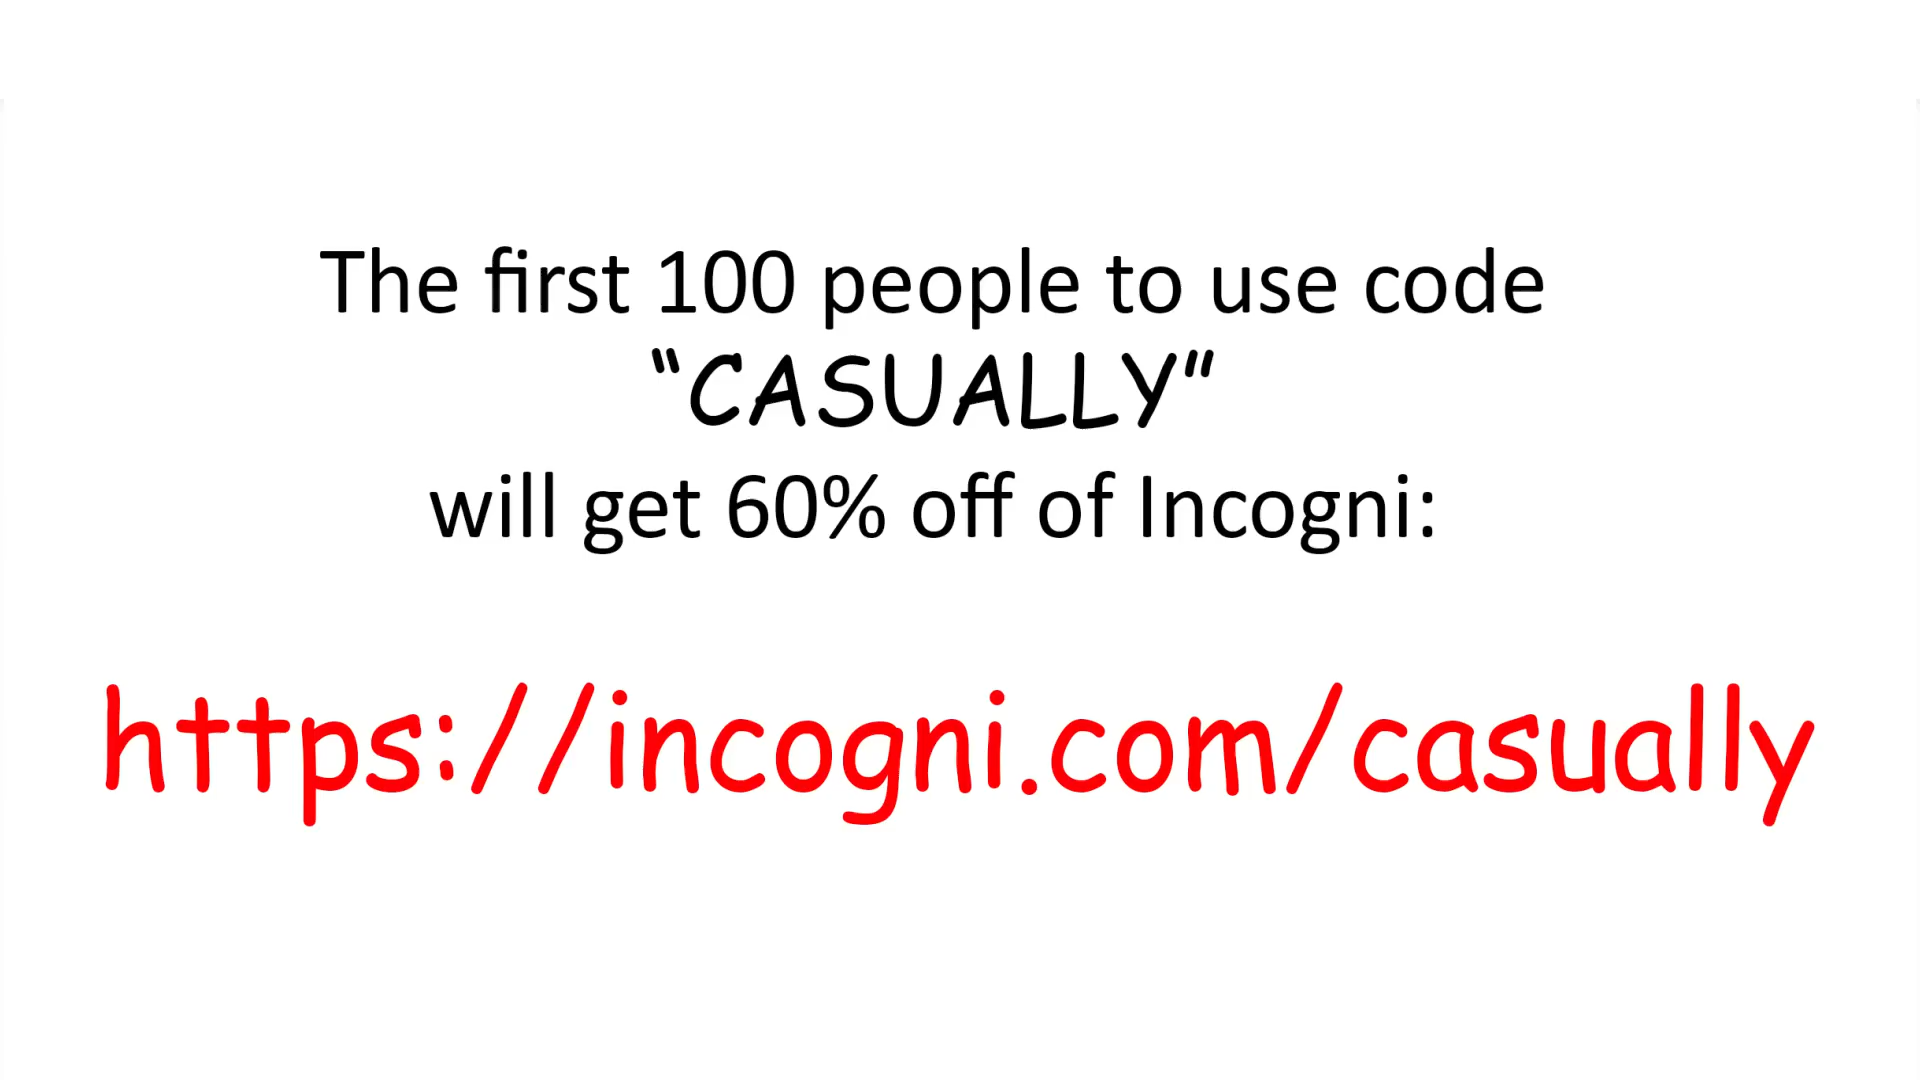 The first 100 people to use code
“CASUALLY”
will get 60% off of Incogni:
https://incogni.com/casually